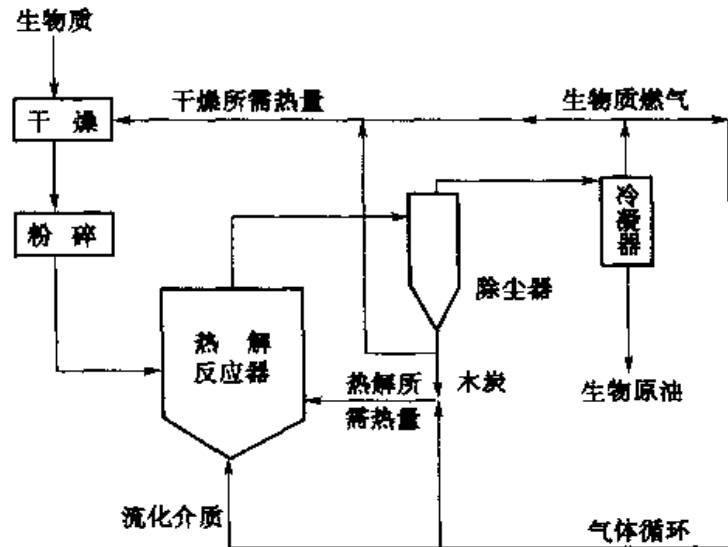 生物质
干燥所需热量
生物质燃气
干 燥
冷凝器
粉 碎
除尘器
热 解
反应器
热解所
需热量
木炭
生物原油
流化介质
气体循环